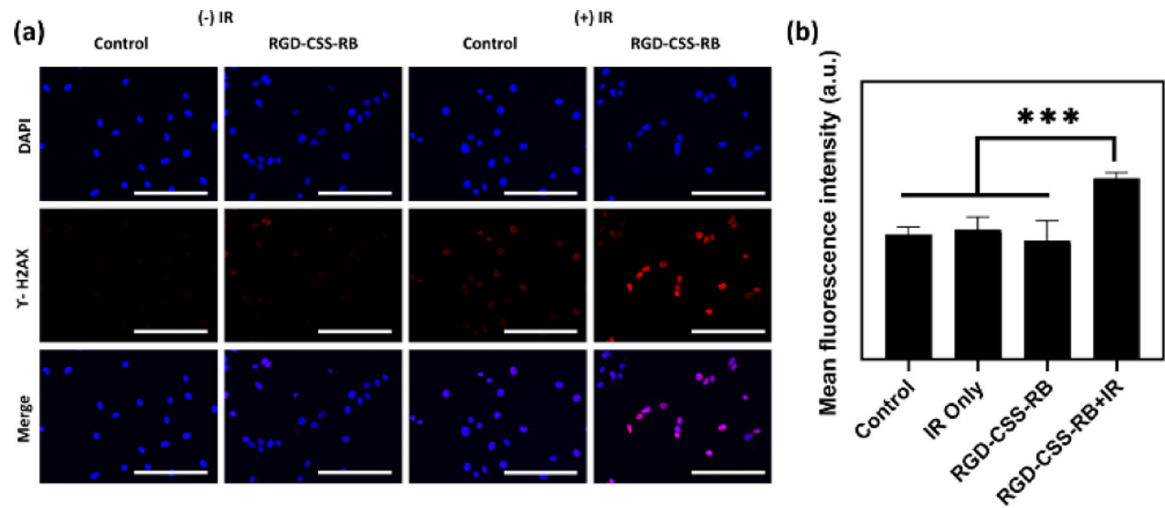 (a)
(-) IR
(+) IR
Control
RGD-CSS-RB
Control
RGD-CSS-RB
DAPI
Y- H2AX
Merge
(b)
Mean fluorescence intensity (a.u.)
***
Control
IR Only
RGD-CSS-RB
RGD-CSS-RB+IR